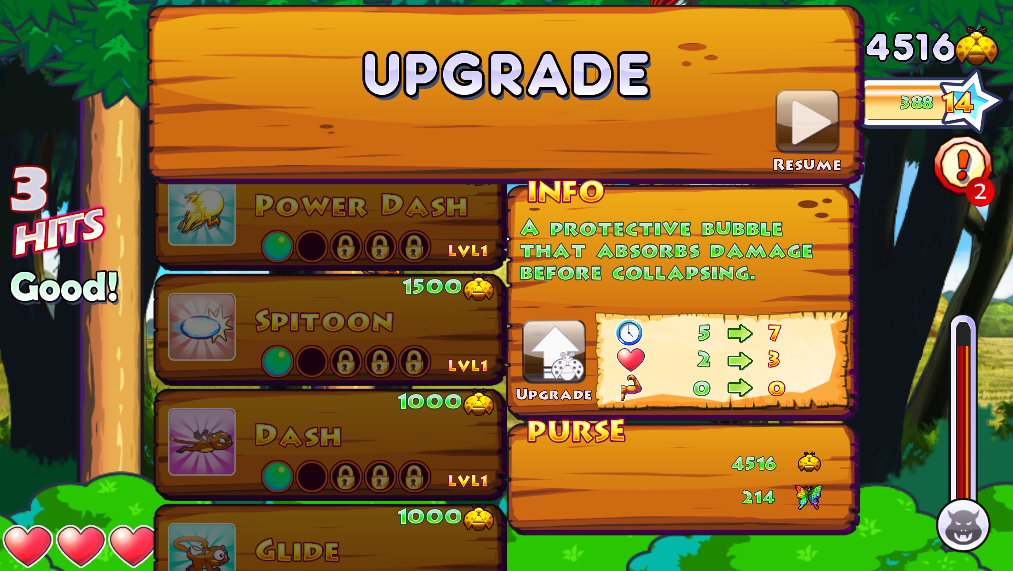 UPGRADE
4516
388 14
RESUME
2
3
HITS
Good!
POWER DASH
LVL1
1500
SPITOON
LVL1
1000
DASH
LVL1
1000
GLIDE
INFO
A PROTECTIVE BUBBLE
THAT ABSORBS DAMAGE
BEFORE COLLAPSING.
5 7
2 3
0 0
UPGRADE
PURSE
4516
214